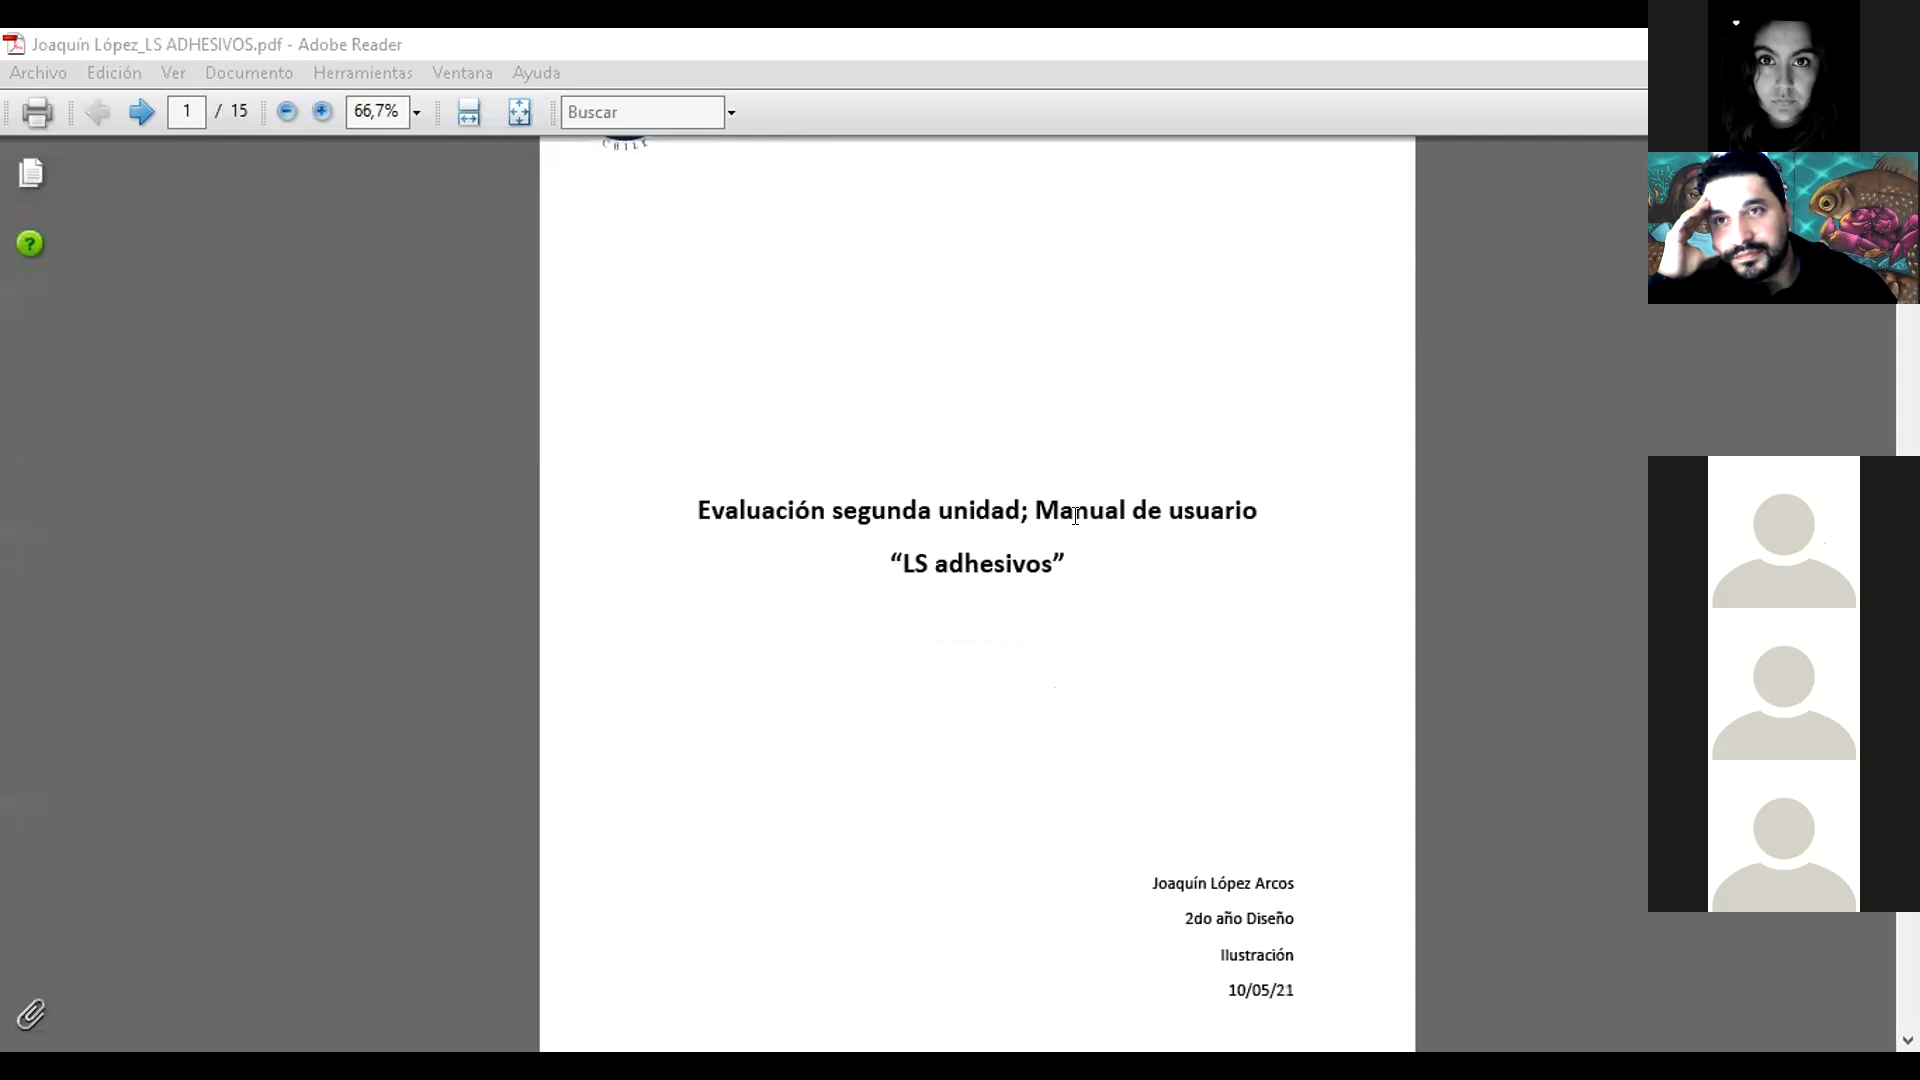 Joaquín López_LS ADHESIVOS.pdf - Adobe Reader
Archivo Edición Ver Documento Herramientas Ventana Ayuda
1 / 15 66,7% Buscar
CHILE
Evaluación segunda unidad; Manual de usuario
“LS adhesivos”
Joaquín López Arcos
2do año Diseño
Ilustración
10/05/21